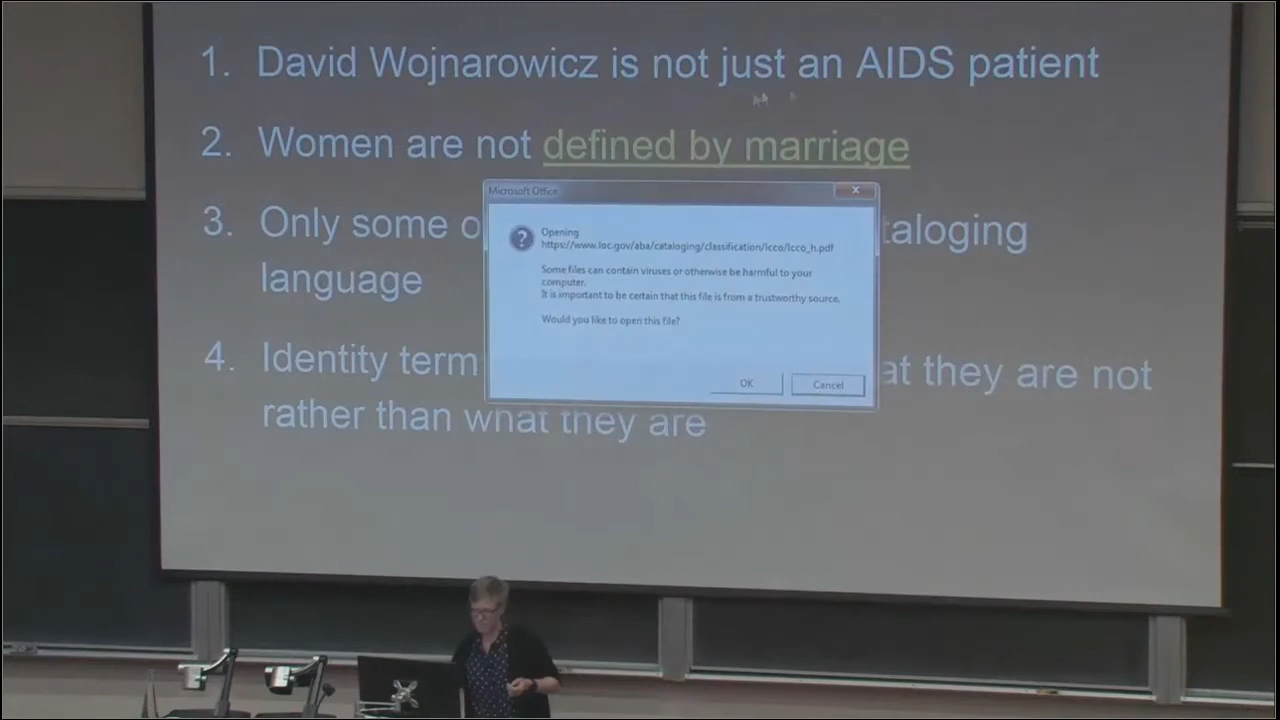 1. David Wojnarowicz is not just an AIDS patient
2. Women are not defined by marriage
Microsoft Office
X
3. Only some o
taloging
language
?
Opening
https://www.loc.gov/aba/cataloging/classification/lcco/lcco_h.pdf
Some files can contain viruses or otherwise be harmful to your
computer.
It is important to be certain that this file is from a trustworthy source.
Would you like to open this file?
OK
Cancel
4. Identity term
at they are not
rather than what they are